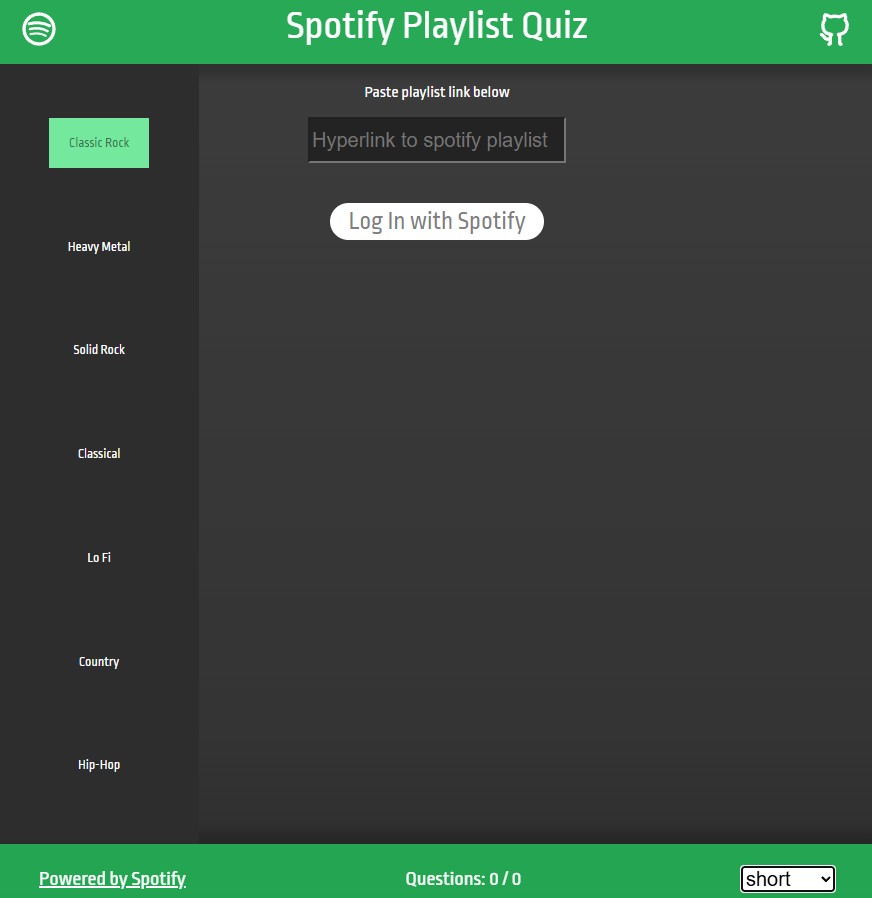 Spotify Playlist Quiz
Paste playlist link below
Hyperlink to spotify playlist
Log In with Spotify
Classic Rock
Heavy Metal
Solid Rock
Classical
Lo Fi
Country
Hip-Hop
Powered by Spotify
Questions: 0 / 0
short